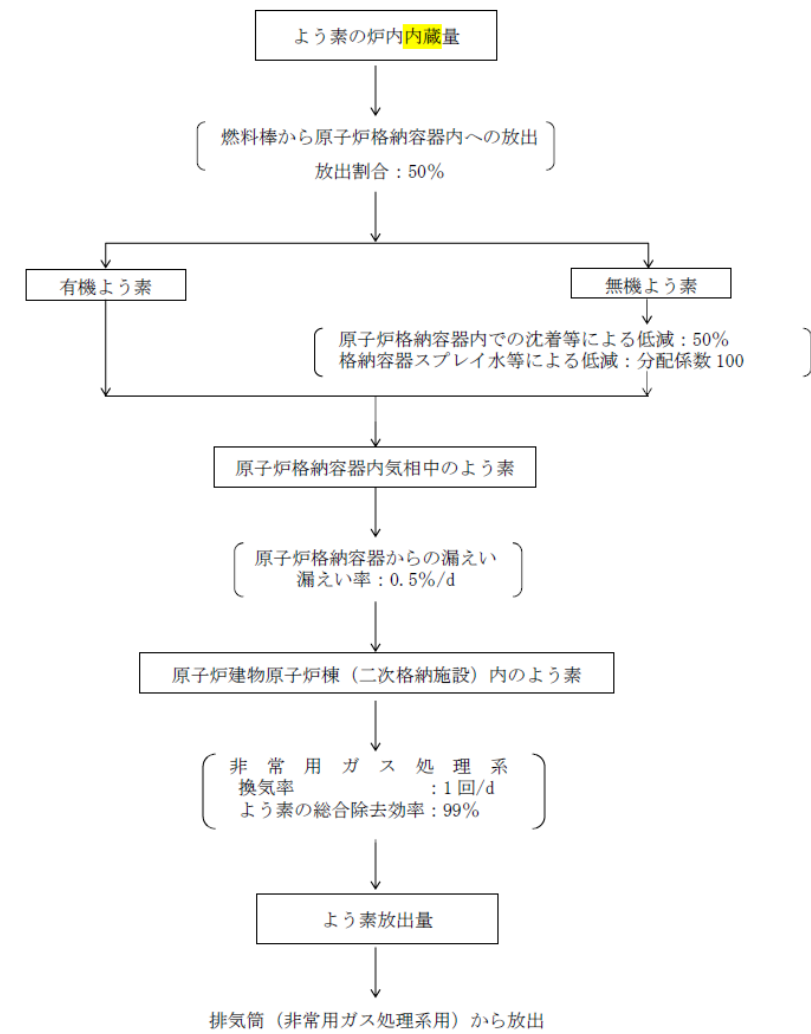 よう素の炉内内蔵量
燃料棒から原子炉格納容器内への放出
放出割合：50％
有機よう素
無機よう素
原子炉格納容器内での沈着等による低減：50％
格納容器スプレイ水等による低減：分配係数 100
原子炉格納容器内気相中のよう素
原子炉格納容器からの漏えい
漏えい率：0.5％/d
原子炉建物原子炉棟（二次格納施設）内のよう素
非常用ガス処理系
換気率：1回/d
よう素の総合除去効率：99％
よう素放出量
排気筒（非常用ガス処理系用）から放出